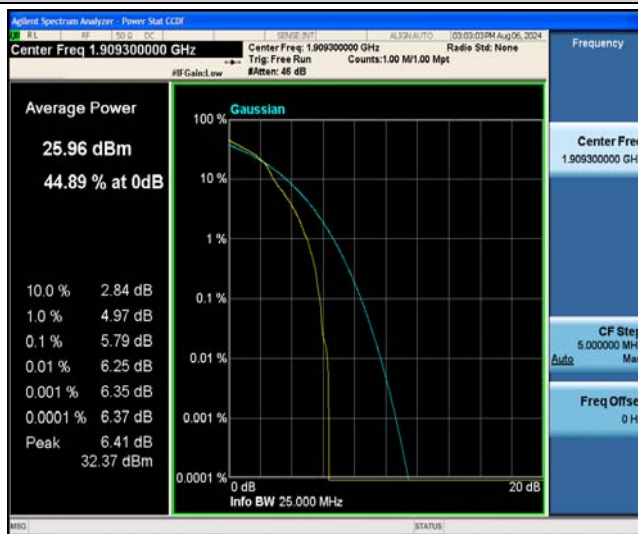 Agilent Spectrum Analyzer - Power Stat CCDF
RL RF 50 Ω DC SENSE:INT ALIGN AUTO 03:03:03 PM Aug 06, 2024
Center Freq 1.909300000 GHz
Center Freq: 1.909300000 GHz Radio Std: None
Trig: Free Run Counts:1.00 M/1.00 Mpt
#IFGain:Low #Atten: 46 dB
Frequency
Average Power
25.96 dBm
44.89 % at 0dB
10.0 % 2.84 dB
1.0 % 4.97 dB
0.1 % 5.79 dB
0.01 % 6.25 dB
0.001 % 6.35 dB
0.0001 % 6.37 dB
Peak 6.41 dB
32.37 dBm
Gaussian
100 %
10 %
1 %
0.1 %
0.01 %
0.001 %
0.0001 %
0 dB 20 dB
Info BW 25.000 MHz
Center Fre
1.909300000 GH
CF Step
5.000000 MH
Auto Ma
Freq Offse
0 H
MSG STATUS